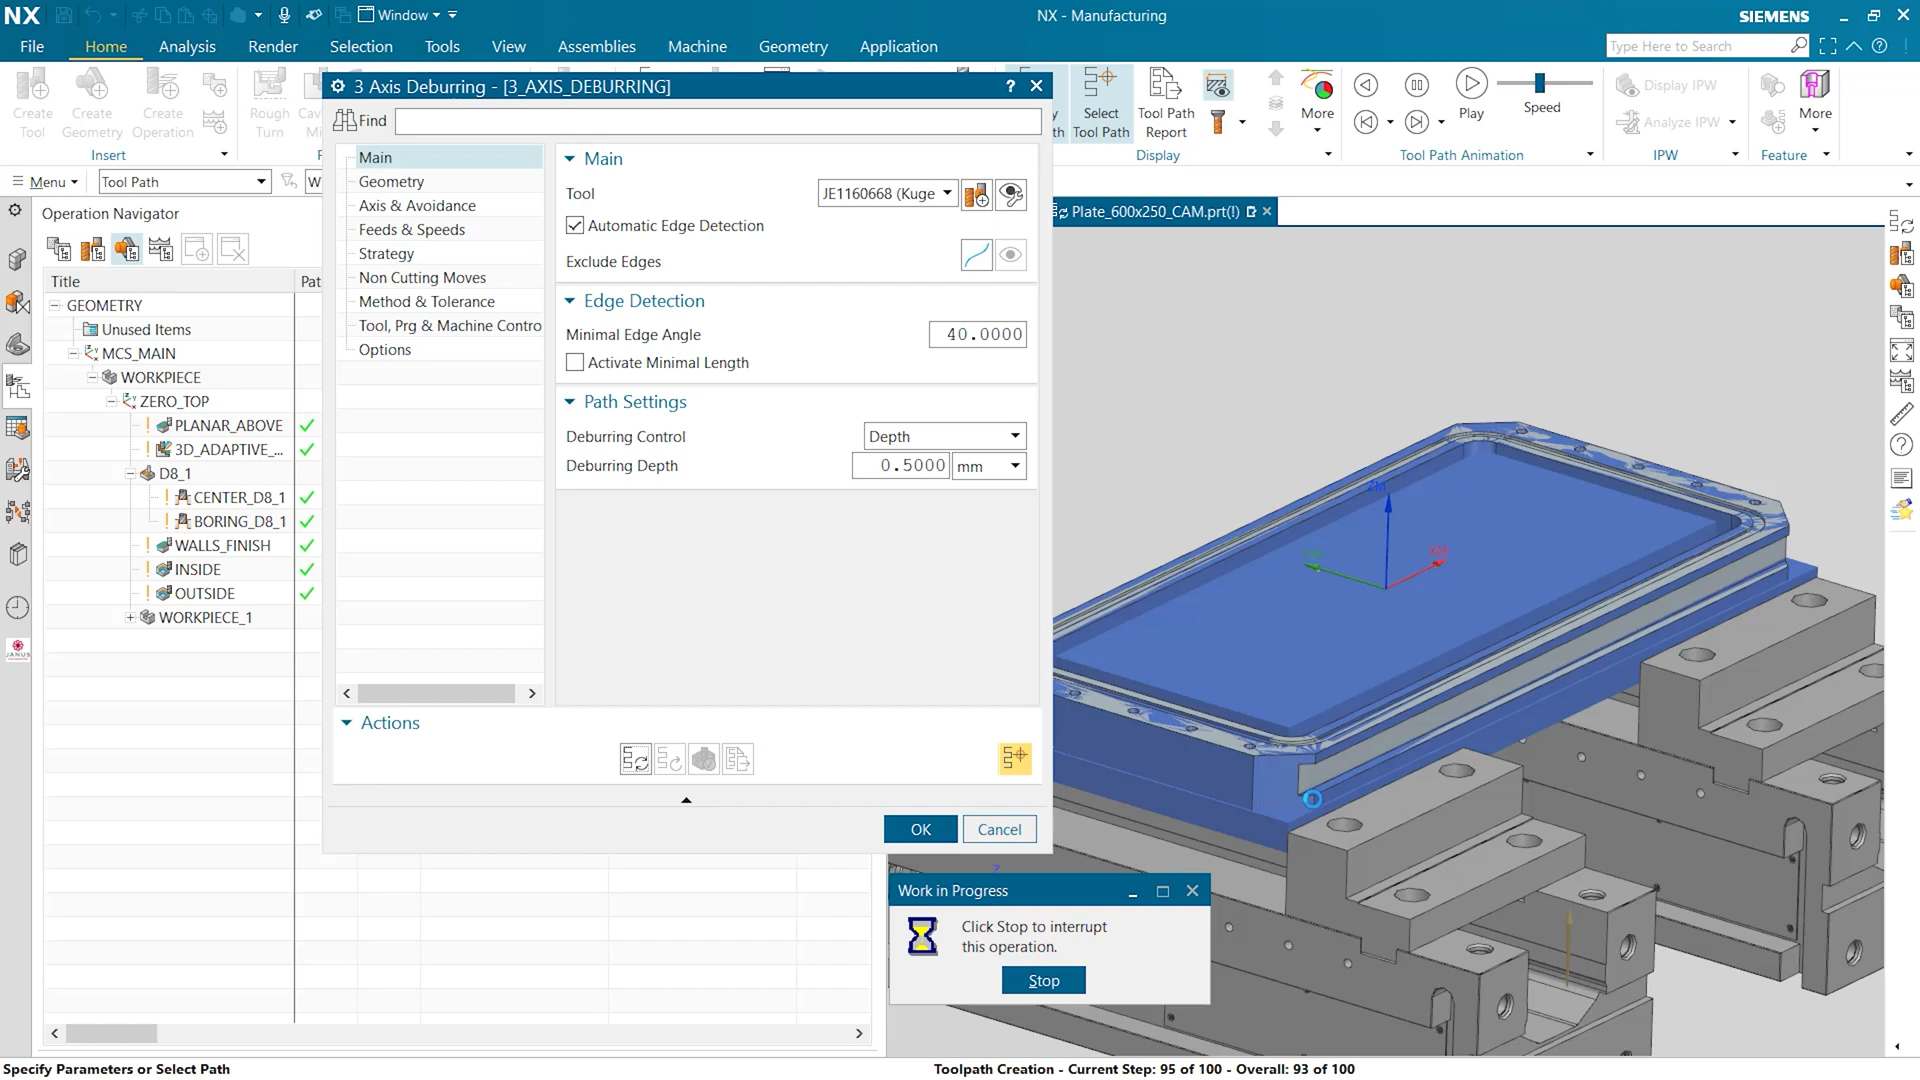 NX
Window
NX - Manufacturing
SIEMENS
File
Home
Analysis
Render
Selection
Tools
View
Assemblies
Machine
Geometry
Application
Type Here to Search
Create Tool
Create Geometry
Create Operation
Insert
Rough Turn
Select Tool Path
Tool Path Report
More
Display
Play
Speed
Tool Path Animation
Display IPW
Analyze IPW
IPW
More
Feature
Menu
Tool Path
W
3 Axis Deburring - [3_AXIS_DEBURRING]
Find
Main
Geometry
Axis & Avoidance
Feeds & Speeds
Strategy
Non Cutting Moves
Method & Tolerance
Tool, Prg & Machine Contro
Options
Main
Tool
JE1160668 (Kuge
Automatic Edge Detection
Exclude Edges
Edge Detection
Minimal Edge Angle
40.0000
Activate Minimal Length
Path Settings
Deburring Control
Depth
Deburring Depth
0.5000
mm
Actions
OK
Cancel
Plate_600x250_CAM.prt(!)
Operation Navigator
Title
Pat
GEOMETRY
Unused Items
MCS_MAIN
WORKPIECE
ZERO_TOP
PLANAR_ABOVE
3D_ADAPTIVE_...
D8_1
CENTER_D8_1
BORING_D8_1
WALLS_FINISH
INSIDE
OUTSIDE
WORKPIECE_1
JANUS
ZM
YM
XM
Z
Work in Progress
Click Stop to interrupt
this operation.
Stop
Specify Parameters or Select Path
Toolpath Creation - Current Step: 95 of 100 - Overall: 93 of 100